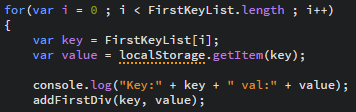 for(var i = 0 ; i < FirstKeyList.length ; i++)
{
    var key = FirstKeyList[i];
    var value = localStorage.getItem(key);
    console.log("Key:" + key + " val:" + value);
    addFirstDiv(key, value);